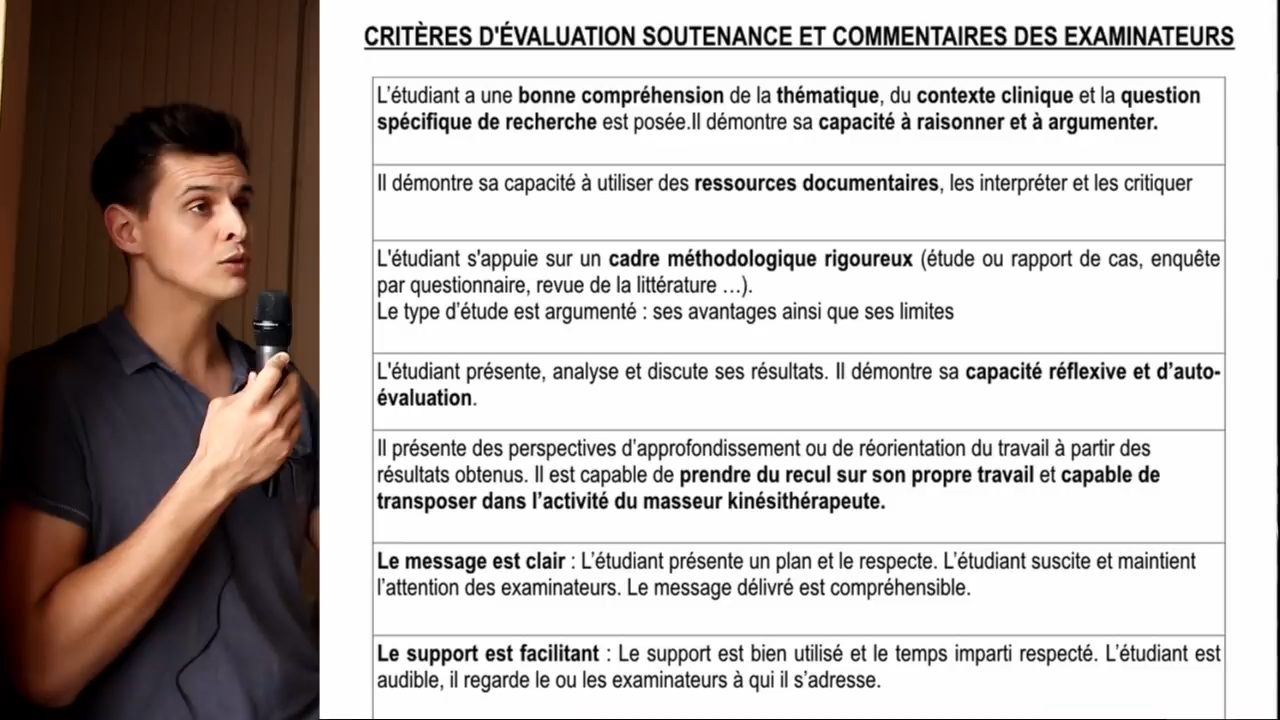 CRITÈRES D'ÉVALUATION SOUTENANCE ET COMMENTAIRES DES EXAMINATEURS
L'étudiant a une bonne compréhension de la thématique, du contexte clinique et la question
spécifique de recherche est posée.Il démontre sa capacité à raisonner et à argumenter.
Il démontre sa capacité à utiliser des ressources documentaires, les interpréter et les critiquer
L'étudiant s'appuie sur un cadre méthodologique rigoureux (étude ou rapport de cas, enquête
par questionnaire, revue de la littérature …).
Le type d'étude est argumenté : ses avantages ainsi que ses limites
L'étudiant présente, analyse et discute ses résultats. Il démontre sa capacité réflexive et d'auto-
évaluation.
Il présente des perspectives d'approfondissement ou de réorientation du travail à partir des
résultats obtenus. Il est capable de prendre du recul sur son propre travail et capable de
transposer dans l'activité du masseur kinésithérapeute.
Le message est clair : L'étudiant présente un plan et le respecte. L'étudiant suscite et maintient
l'attention des examinateurs. Le message délivré est compréhensible.
Le support est facilitant : Le support est bien utilisé et le temps imparti respecté. L'étudiant est
audible, il regarde le ou les examinateurs à qui il s'adresse.